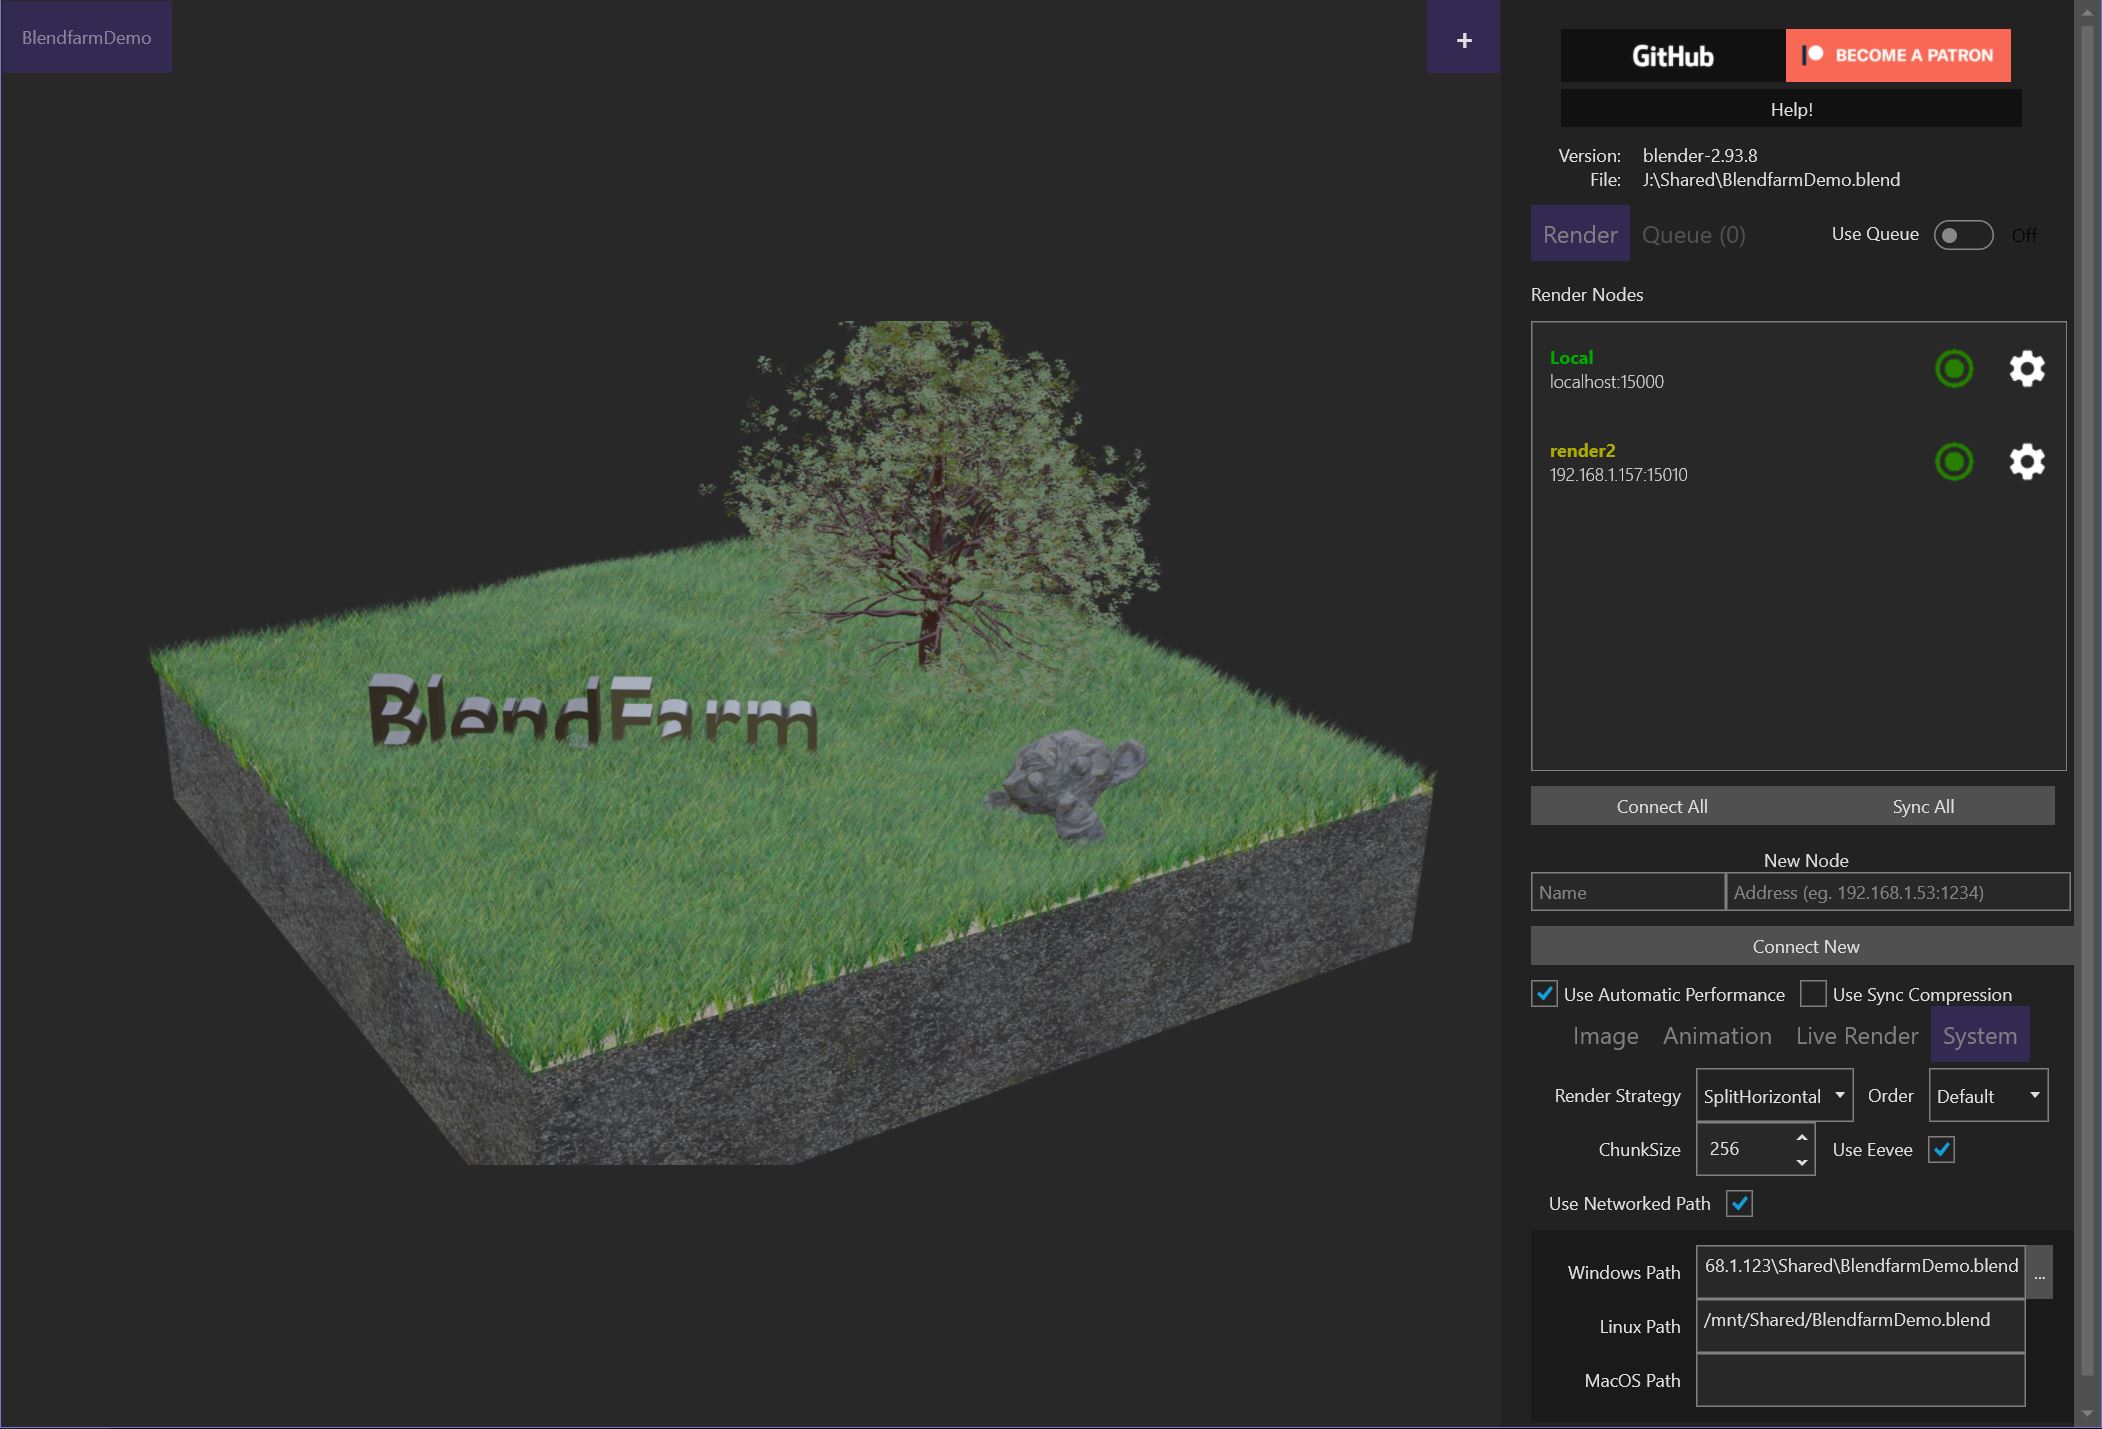 BlendfarmDemo
+
GitHub
BECOME A PATRON
Help!
Version: blender-2.93.8
File: J:\Shared\BlendfarmDemo.blend
Render Queue (0) Use Queue Off
Render Nodes
Local
localhost:15000
render2
192.168.1.157:15010
BlendFarm
Connect All Sync All
New Node
Name Address (eg. 192.168.1.53:1234)
Connect New
Use Automatic Performance Use Sync Compression
Image Animation Live Render System
Render Strategy SplitHorizontal Order Default
ChunkSize 256 Use Eevee
Use Networked Path
Windows Path 68.1.123\Shared\BlendfarmDemo.blend ...
Linux Path /mnt/Shared/BlendfarmDemo.blend
MacOS Path